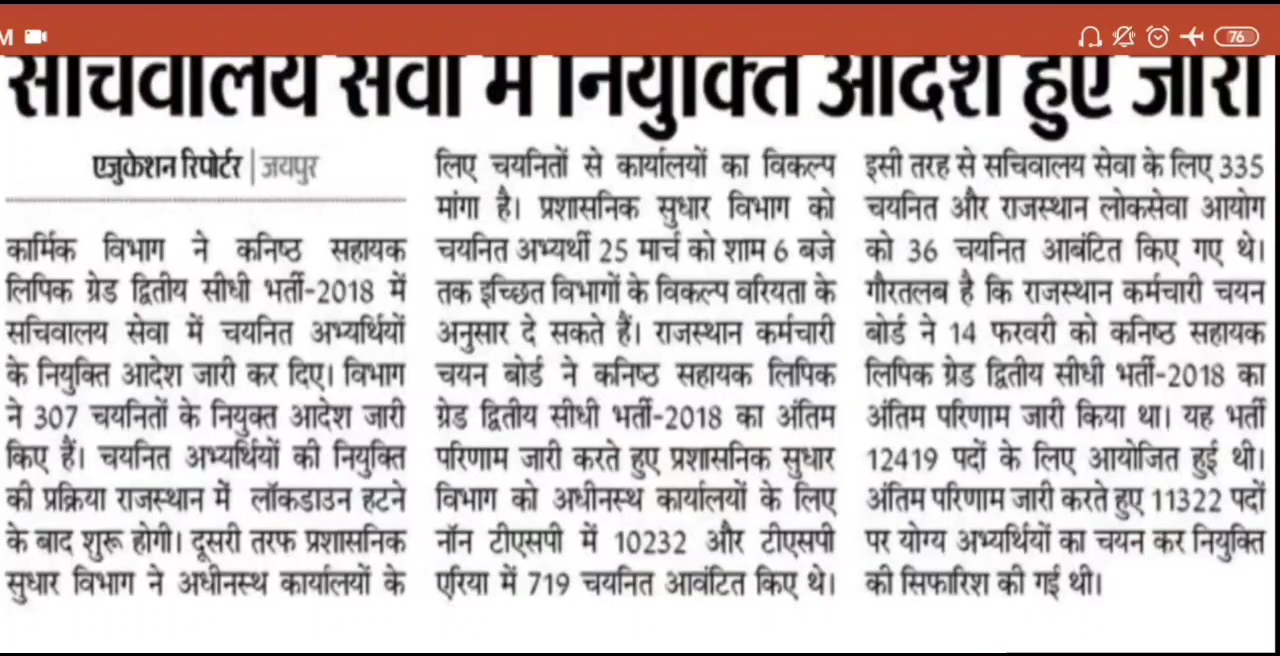 M
76
सचिवालय सेवा में नियुक्ति आदेश हुए जारी
एजुकेशन रिपोर्टर | जयपुर
कार्मिक विभाग ने कनिष्ठ सहायक
लिपिक ग्रेड द्वितीय सीधी भर्ती-2018 में
सचिवालय सेवा में चयनित अभ्यर्थियों
के नियुक्ति आदेश जारी कर दिए। विभाग
ने 307 चयनितों के नियुक्त आदेश जारी
किए हैं। चयनित अभ्यर्थियों की नियुक्ति
की प्रक्रिया राजस्थान में लॉकडाउन हटने
के बाद शुरू होगी। दूसरी तरफ प्रशासनिक
सुधार विभाग ने अधीनस्थ कार्यालयों के
लिए चयनितों से कार्यालयों का विकल्प
मांगा है। प्रशासनिक सुधार विभाग को
चयनित अभ्यर्थी 25 मार्च को शाम 6 बजे
तक इच्छित विभागों के विकल्प वरियता के
अनुसार दे सकते हैं। राजस्थान कर्मचारी
चयन बोर्ड ने कनिष्ठ सहायक लिपिक
ग्रेड द्वितीय सीधी भर्ती-2018 का अंतिम
परिणाम जारी करते हुए प्रशासनिक सुधार
विभाग को अधीनस्थ कार्यालयों के लिए
नॉन टीएसपी में 10232 और टीएसपी
एरिया में 719 चयनित आवंटित किए थे।
इसी तरह से सचिवालय सेवा के लिए 335
चयनित और राजस्थान लोकसेवा आयोग
को 36 चयनित आबंटित किए गए थे।
गौरतलब है कि राजस्थान कर्मचारी चयन
बोर्ड ने 14 फरवरी को कनिष्ठ सहायक
लिपिक ग्रेड द्वितीय सीधी भर्ती-2018 का
अंतिम परिणाम जारी किया था। यह भर्ती
12419 पदों के लिए आयोजित हुई थी।
अंतिम परिणाम जारी करते हुए 11322 पदों
पर योग्य अभ्यर्थियों का चयन कर नियुक्ति
की सिफारिश की गई थी।